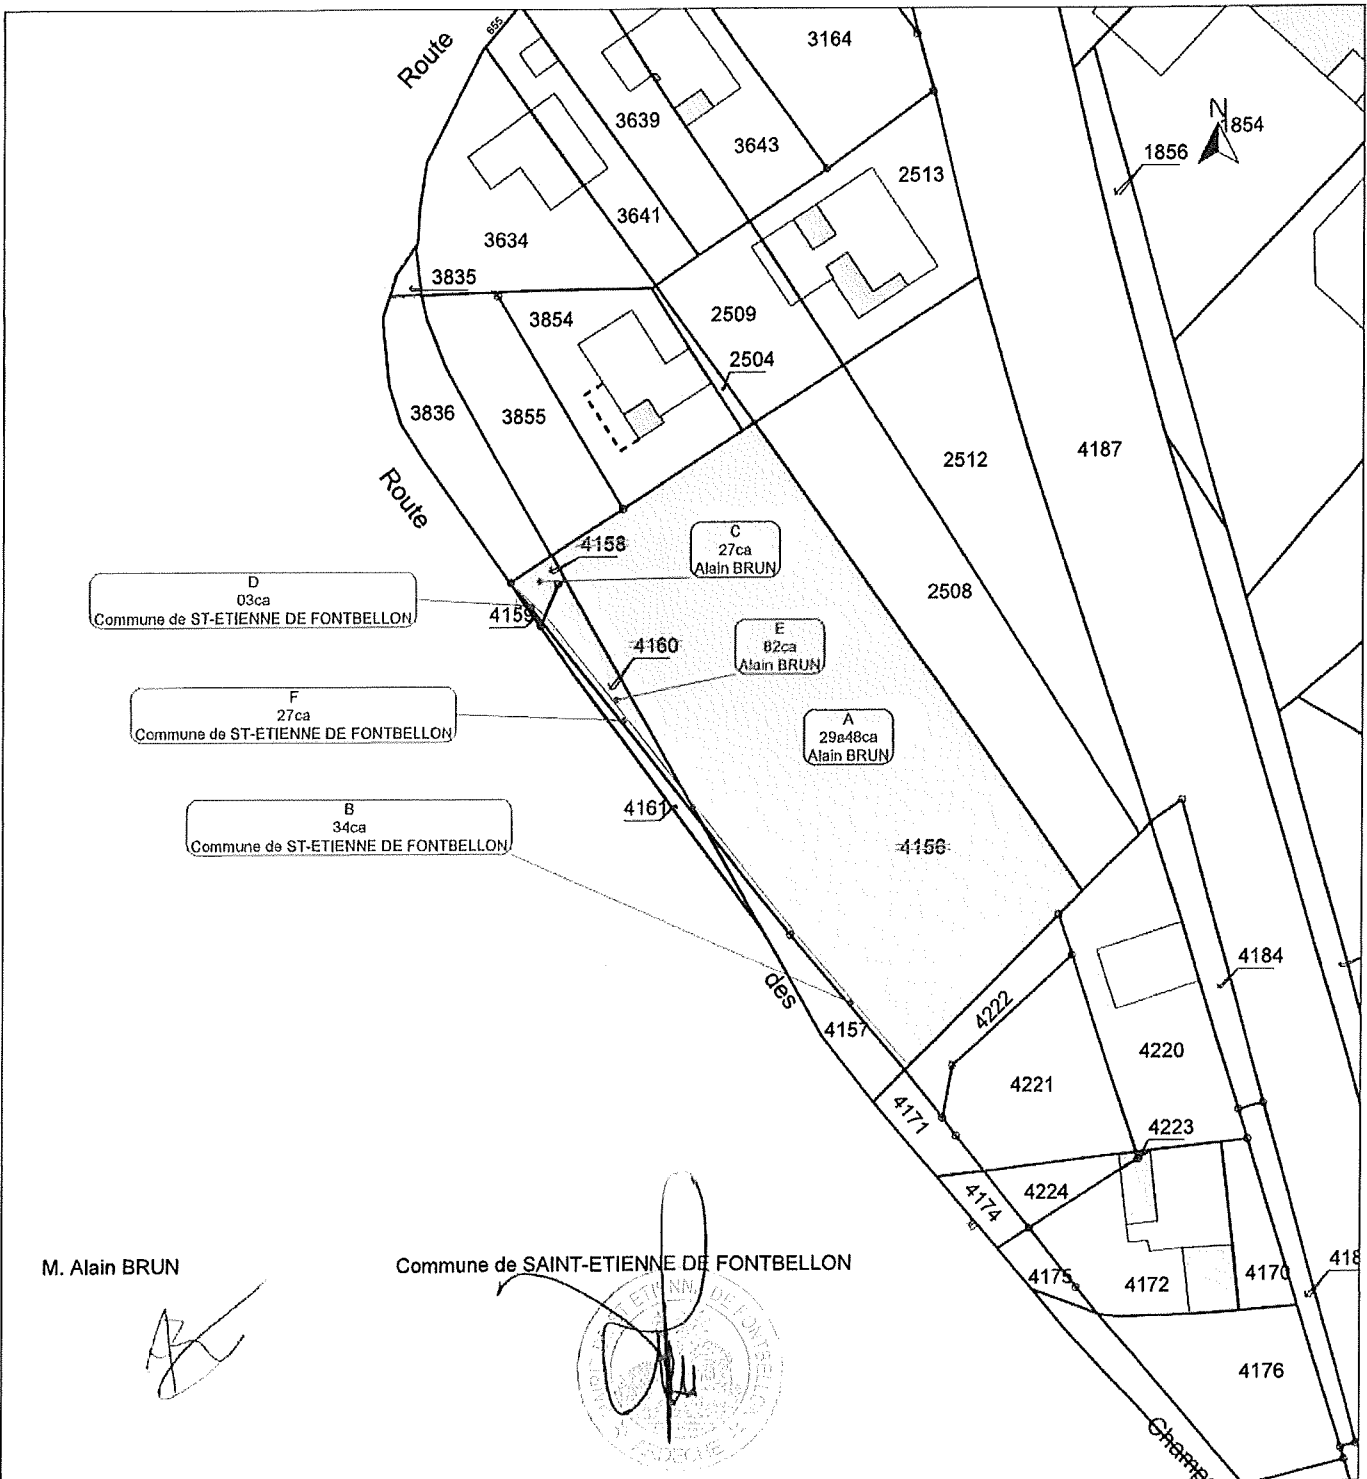 655
Route
3164
N
1854
3639
3643
1856
2513
3641
3634
3835
3854
2509
2504
3836
3855
2512
4187
Route
4158
C
27ca
Alain BRUN
D
03ca
Commune de ST-ETIENNE DE FONTBELLON
4159
2508
E
82ca
Alain BRUN
4160
F
27ca
Commune de ST-ETIENNE DE FONTBELLON
A
29a48ca
Alain BRUN
B
34ca
Commune de ST-ETIENNE DE FONTBELLON
4161
4156
des
4184
4222
4157
4220
4221
4171
4223
4224
4174
M. Alain BRUN
Commune de SAINT-ETIENNE DE FONTBELLON
4175
4172
4170
418
4176
Champ